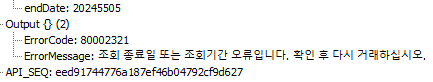 endDate: 20245505
Output {} (2)
ErrorCode: 80002321
ErrorMessage: 조회 종료일 또는 조회기간 오류입니다. 확인 후 다시 거래하십시오.
API_SEQ: eed91744776a187ef46b04792cf9d627